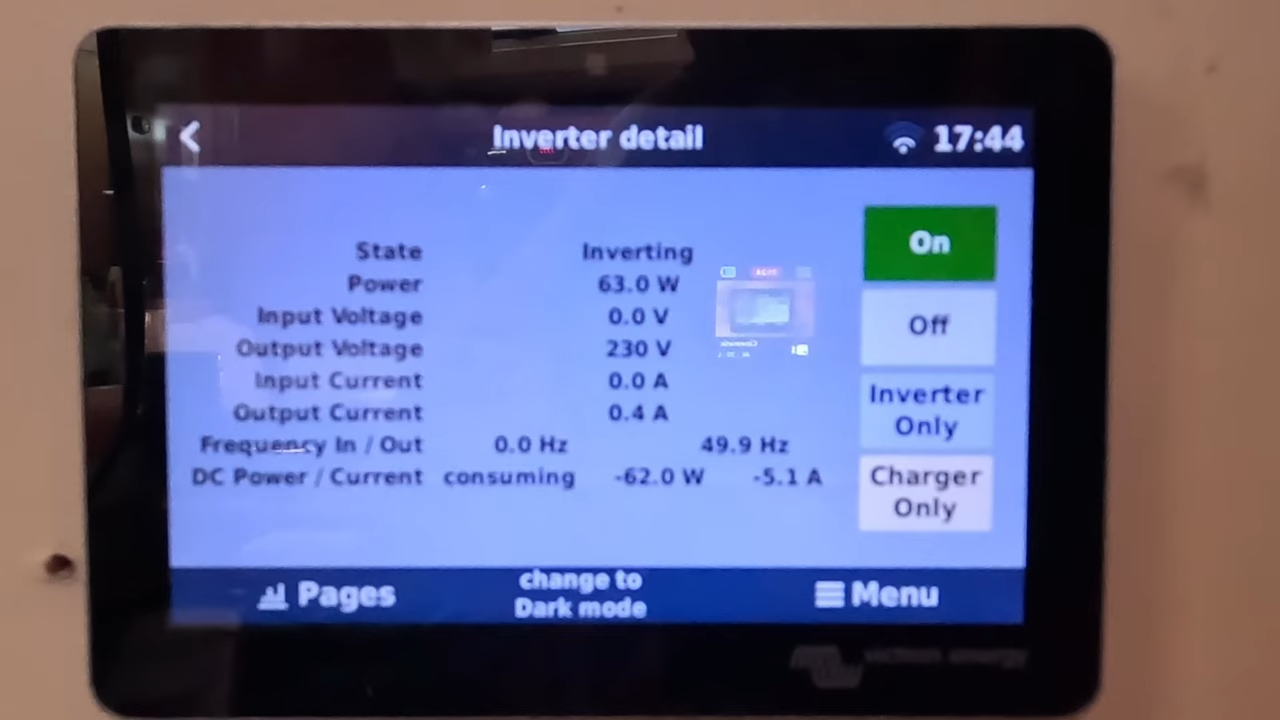 Inverter detail 17:44
State Inverting
Power 63.0 W
Input Voltage 0.0 V
Output Voltage 230 V
Input Current 0.0 A
Output Current 0.4 A
Frequency In / Out 0.0 Hz 49.9 Hz
DC Power / Current consuming -62.0 W -5.1 A
On
Off
Inverter
Only
Charger
Only
Pages
change to
Dark mode
Menu
victron energy